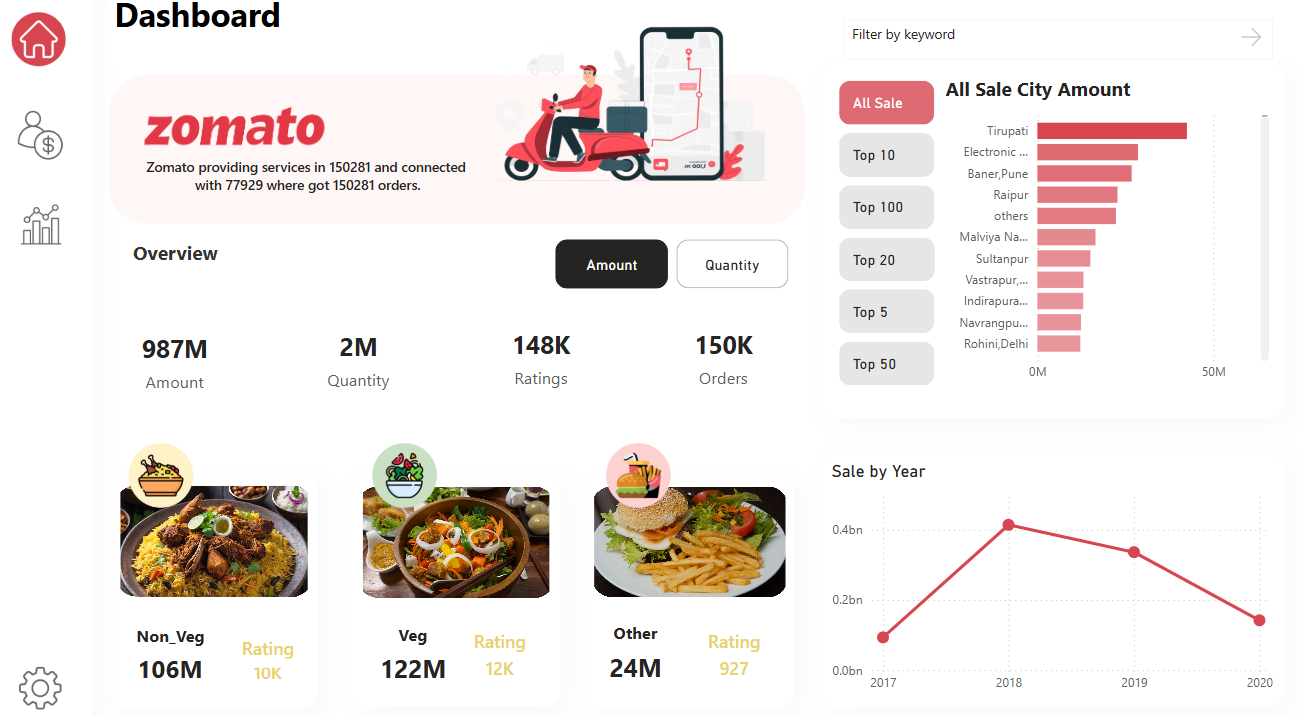 Dashboard
zomato
Zomato providing services in 150281 and connected
with 77929 where got 150281 orders.
Overview
Amount
Quantity
987M
Amount
2M
Quantity
148K
Ratings
150K
Orders
Non_Veg
106M
Rating
10K
Veg
122M
Rating
12K
Other
24M
Rating
927
Filter by keyword
All Sale
Top 10
Top 100
Top 20
Top 5
Top 50
All Sale City Amount
Tirupati
Electronic ...
Baner,Pune
Raipur
others
Malviya Na...
Sultanpur
Vastrapur,...
Indirapura...
Navrangpu...
Rohini,Delhi
0M
50M
Sale by Year
0.4bn
0.2bn
0.0bn
2017
2018
2019
2020